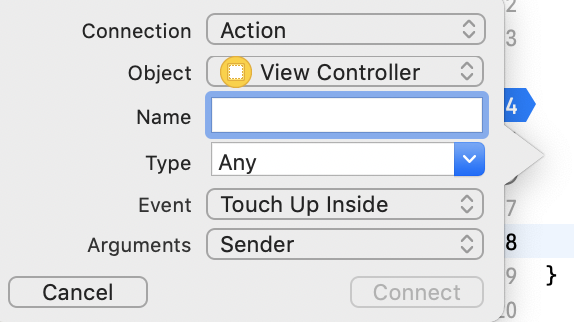 Connection Action
Object View Controller
Name
Type Any
Event Touch Up Inside
Arguments Sender
Cancel Connect
2
3
4
7
8
9 }
20